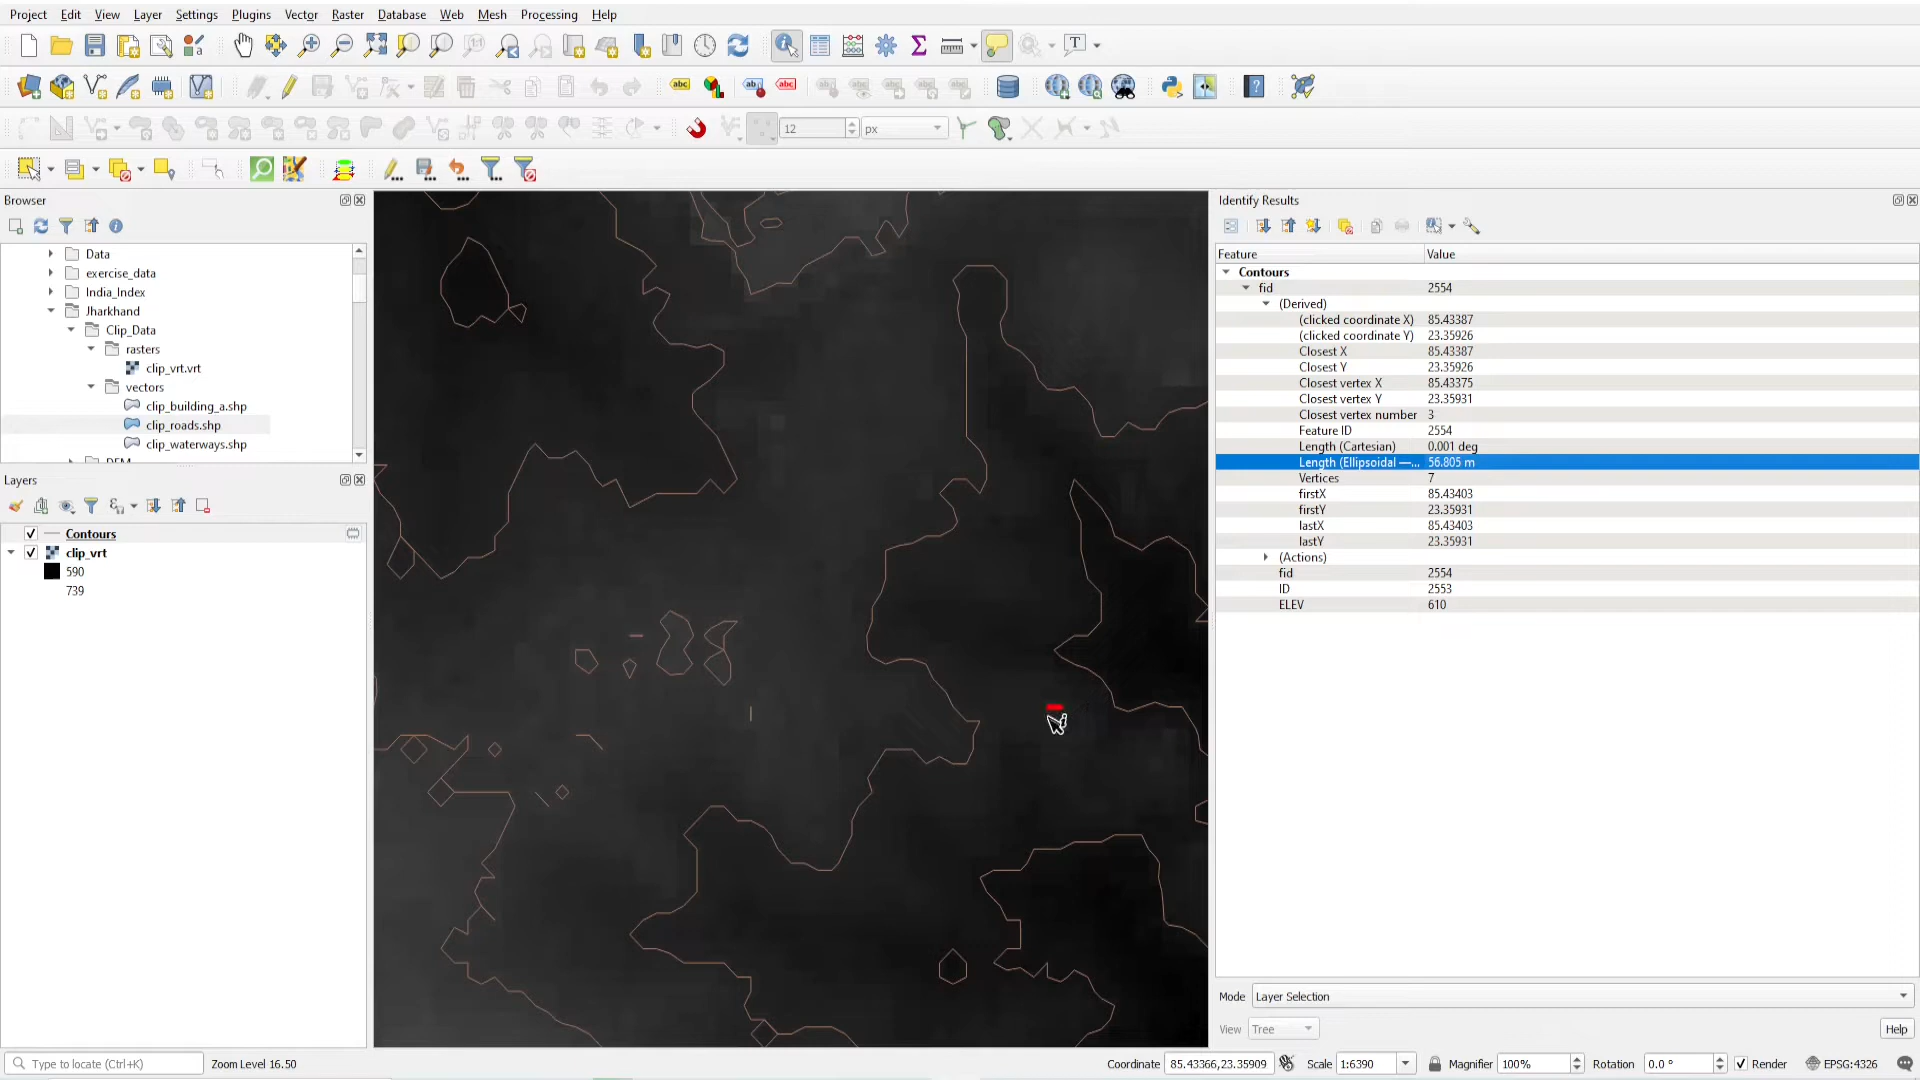 Project Edit View Layer Settings Plugins Vector Raster Database Web Mesh Processing Help
T
abc abc abc
12 px
Browser
Data
exercise_data
India_Index
Jharkhand
Clip_Data
rasters
clip_vrt.vrt
vectors
clip_building_a.shp
clip_roads.shp
clip_waterways.shp
Layers
Contours
clip_vrt
590
739
Identify Results
Feature Value
Contours
fid 2554
(Derived)
(clicked coordinate X) 85.43387
(clicked coordinate Y) 23.35926
Closest X 85.43387
Closest Y 23.35926
Closest vertex X 85.43375
Closest vertex Y 23.35931
Closest vertex number 3
Feature ID 2554
Length (Cartesian) 0.001 deg
Length (Ellipsoidal —... 56.805 m
Vertices 7
firstX 85.43403
firstY 23.35931
lastX 85.43403
lastY 23.35931
(Actions)
fid 2554
ID 2553
ELEV 610
Mode Layer Selection
View Tree Help
Type to locate (Ctrl+K) Zoom Level 16.50 Coordinate 85.43366,23.35909 Scale 1:6390 Magnifier 100% Rotation 0.0 ° Render EPSG:4326